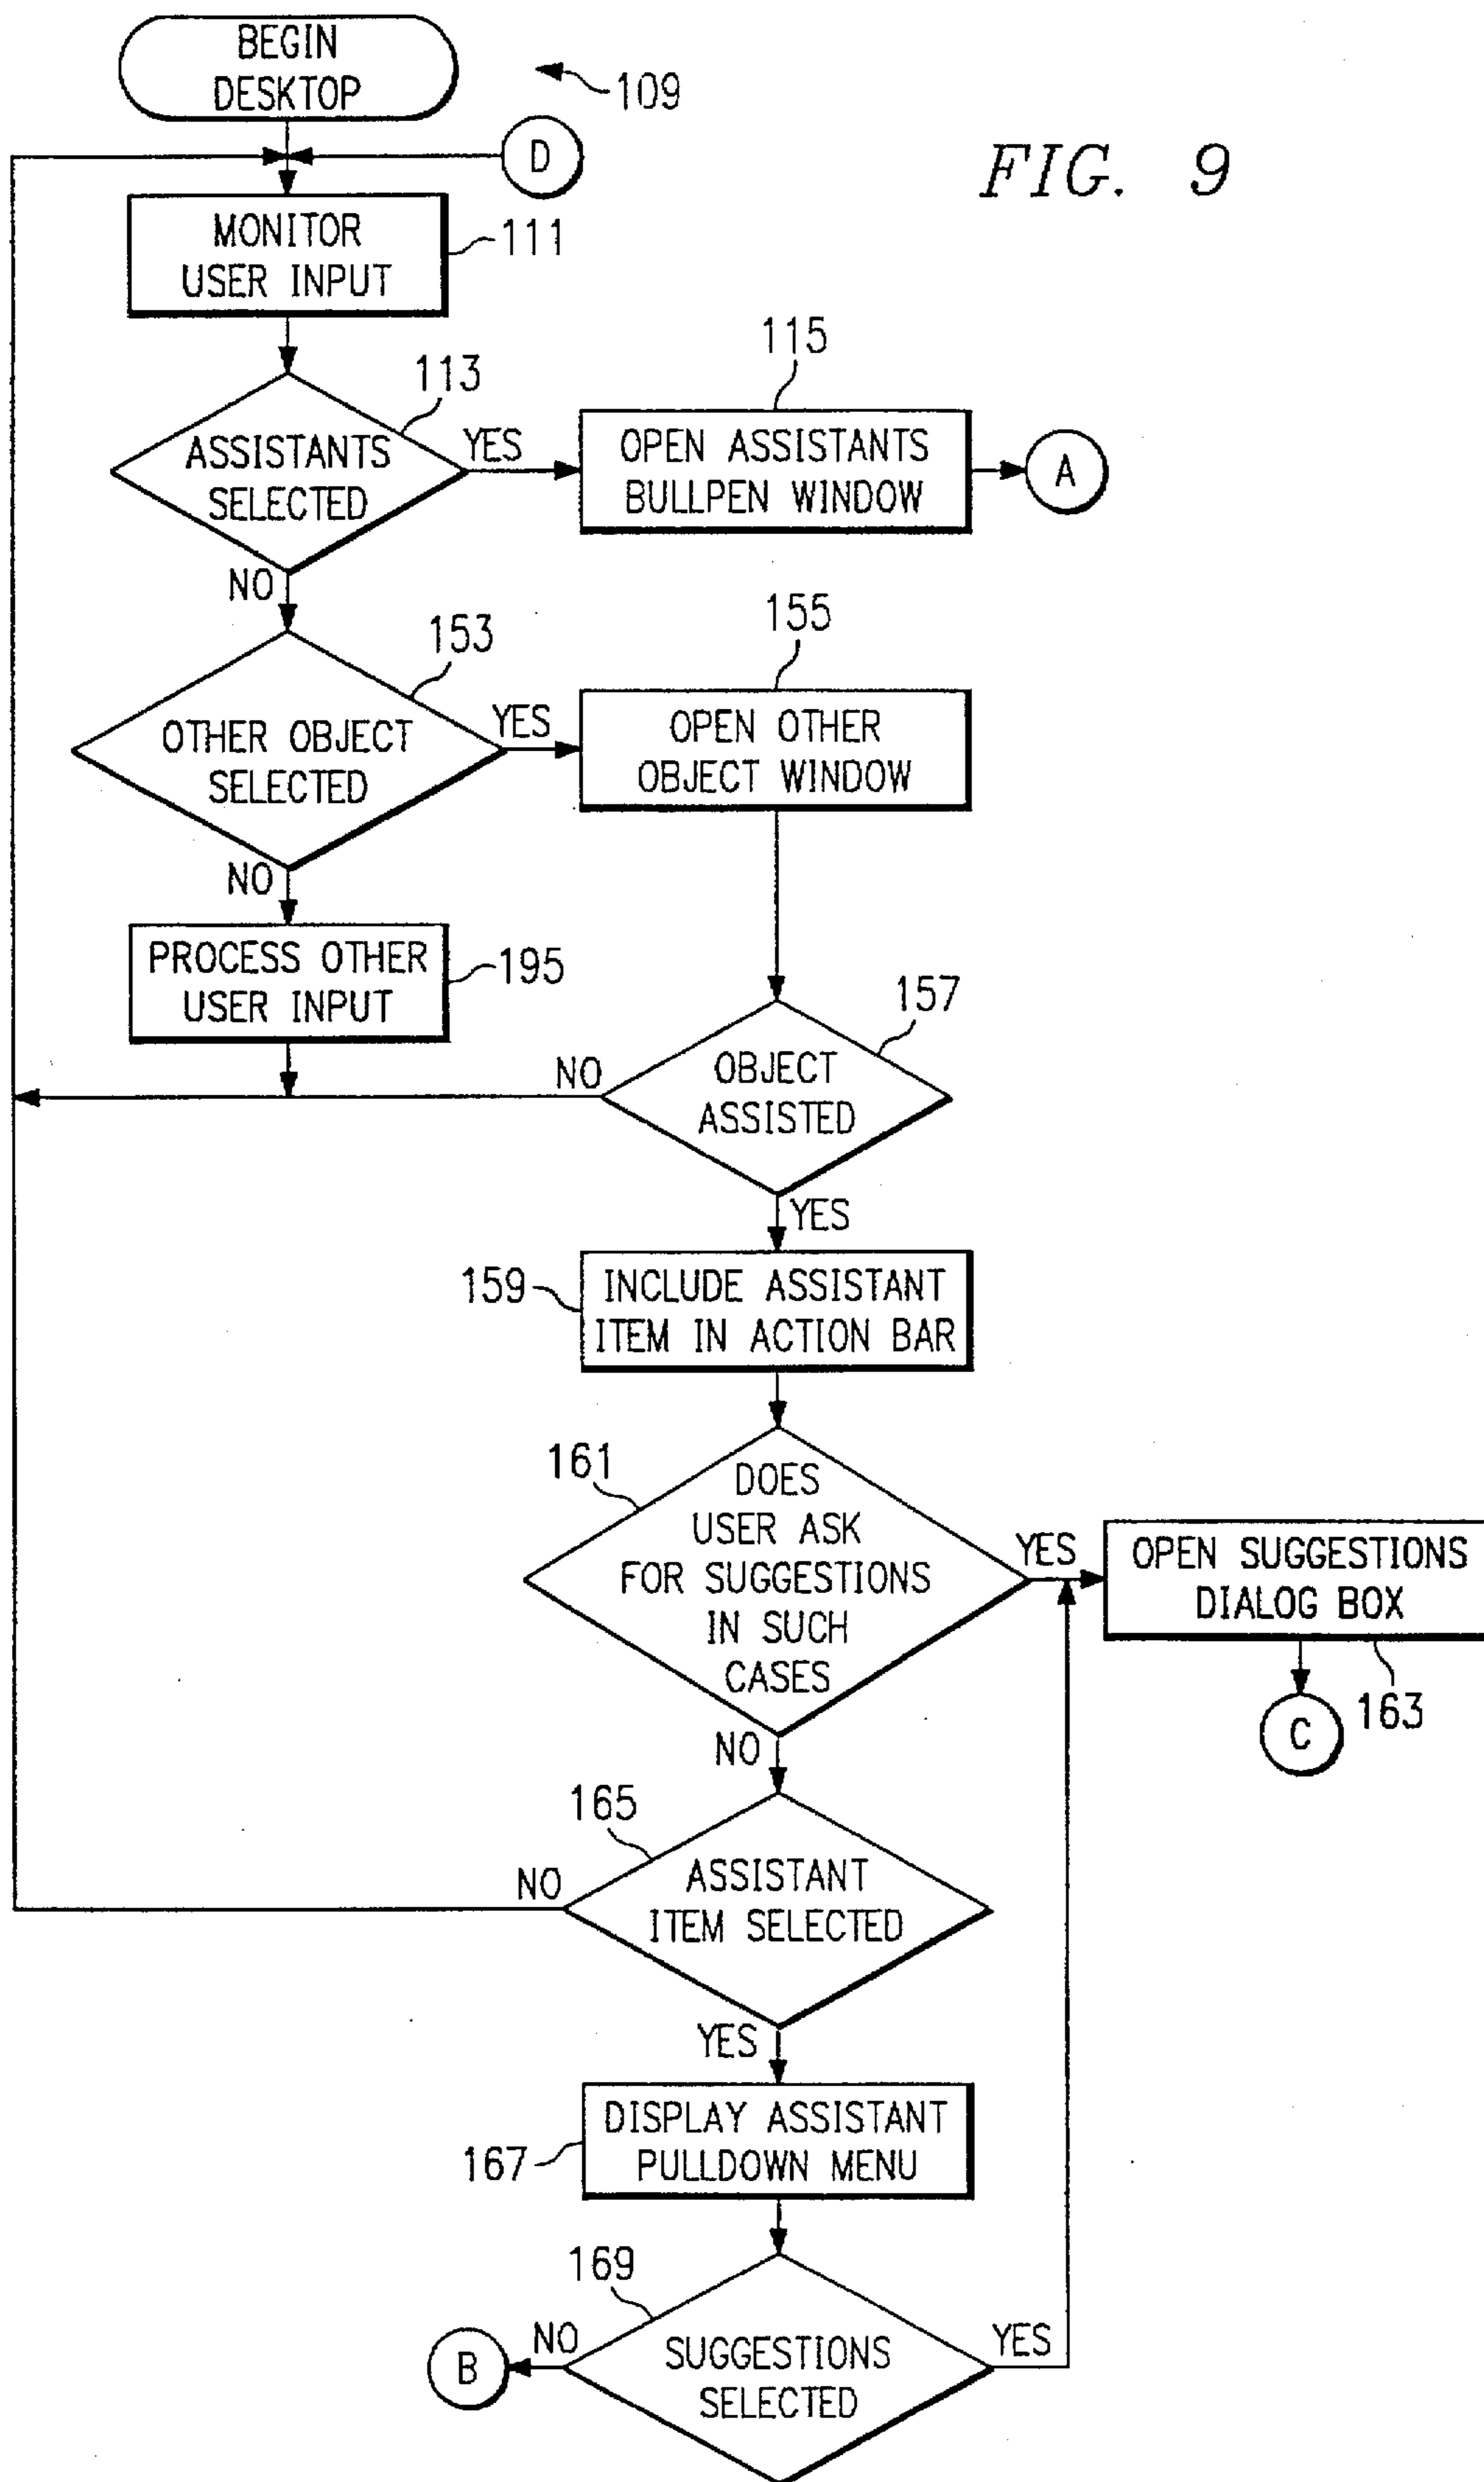 BEGIN
DESKTOP
109
D
FIG. 9
MONITOR
USER INPUT
111
113
ASSISTANTS
SELECTED
YES
NO
115
OPEN ASSISTANTS
BULLPEN WINDOW
A
153
OTHER OBJECT
SELECTED
YES
NO
155
OPEN OTHER
OBJECT WINDOW
PROCESS OTHER
USER INPUT
195
157
OBJECT
ASSISTED
NO
YES
159
INCLUDE ASSISTANT
ITEM IN ACTION BAR
161
DOES
USER ASK
FOR SUGGESTIONS
IN SUCH
CASES
YES
NO
OPEN SUGGESTIONS
DIALOG BOX
163
C
165
ASSISTANT
ITEM SELECTED
NO
YES
167
DISPLAY ASSISTANT
PULLDOWN MENU
169
SUGGESTIONS
SELECTED
NO
B
YES